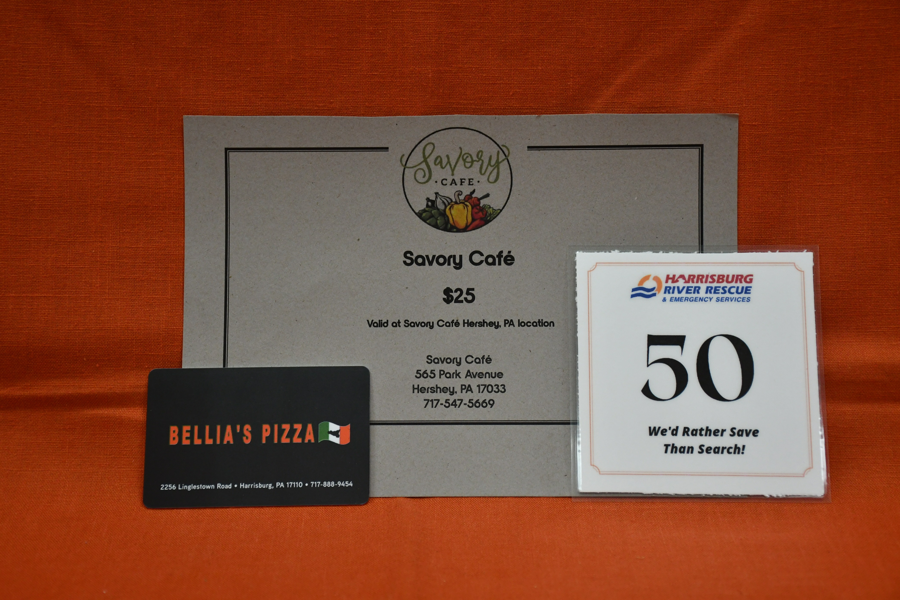 Savory
·CAFE·
Savory Café
$25
Valid at Savory Café Hershey, PA location
Savory Café
565 Park Avenue
Hershey, PA 17033
717-547-5669
BELLIA'S PIZZA
2256 Linglestown Road • Harrisburg, PA 17110 • 717-888-9454
HARRISBURG
RIVER RESCUE
& EMERGENCY SERVICES
50
We'd Rather Save
Than Search!